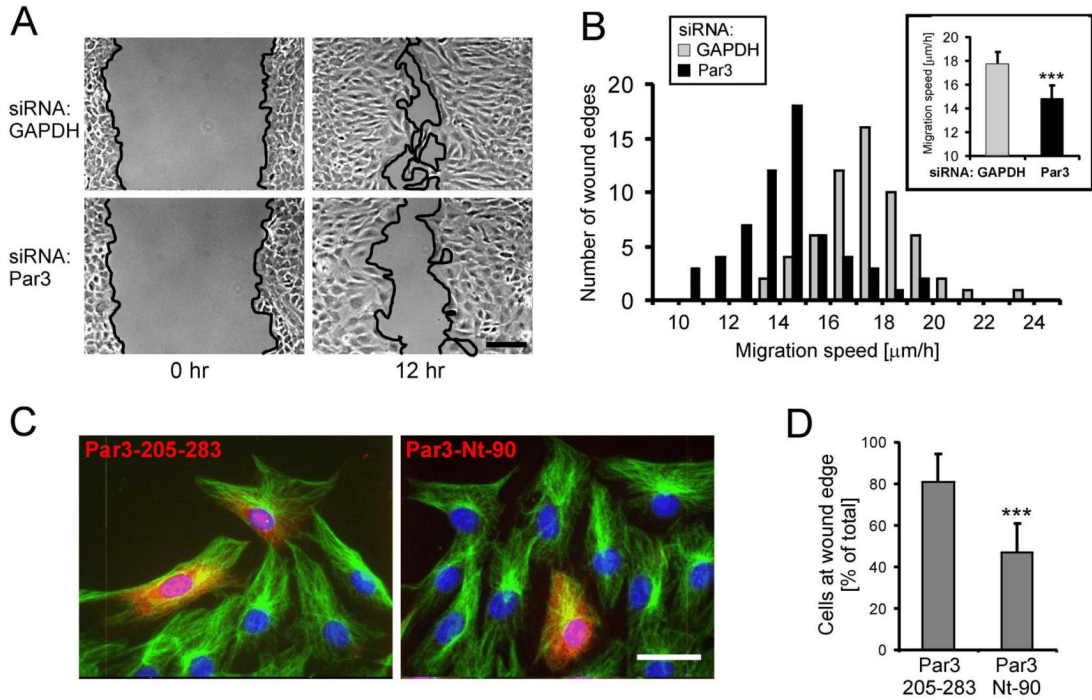 A
siRNA:
GAPDH
siRNA:
Par3
0 hr
12 hr
B
siRNA:
GAPDH
Par3
Number of wound edges
20
15
10
5
0
10 12 14 16 18 20 22 24
Migration speed [μm/h]
Migration speed [μm/h]
20
18
16
14
12
10
***
siRNA: GAPDH Par3
C
Par3-205-283
Par3-Nt-90
D
Cells at wound edge
[% of total]
100
80
60
40
20
0
***
Par3
205-283
Par3
Nt-90